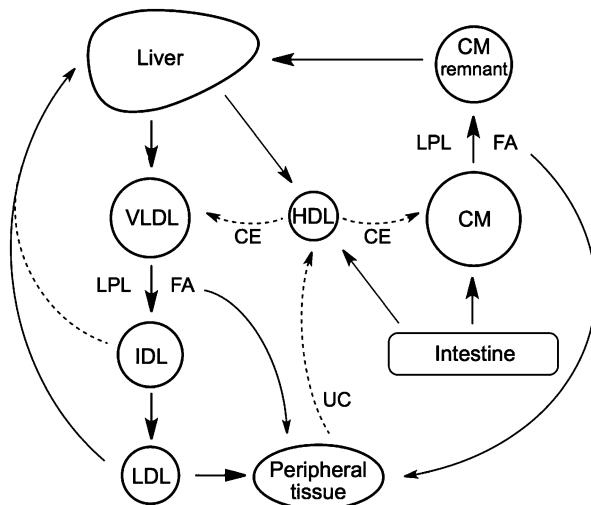 Liver
CM
remnant
LPL FA
VLDL
HDL
CE
CE
CM
LPL FA
IDL
Intestine
UC
LDL
Peripheral
tissue